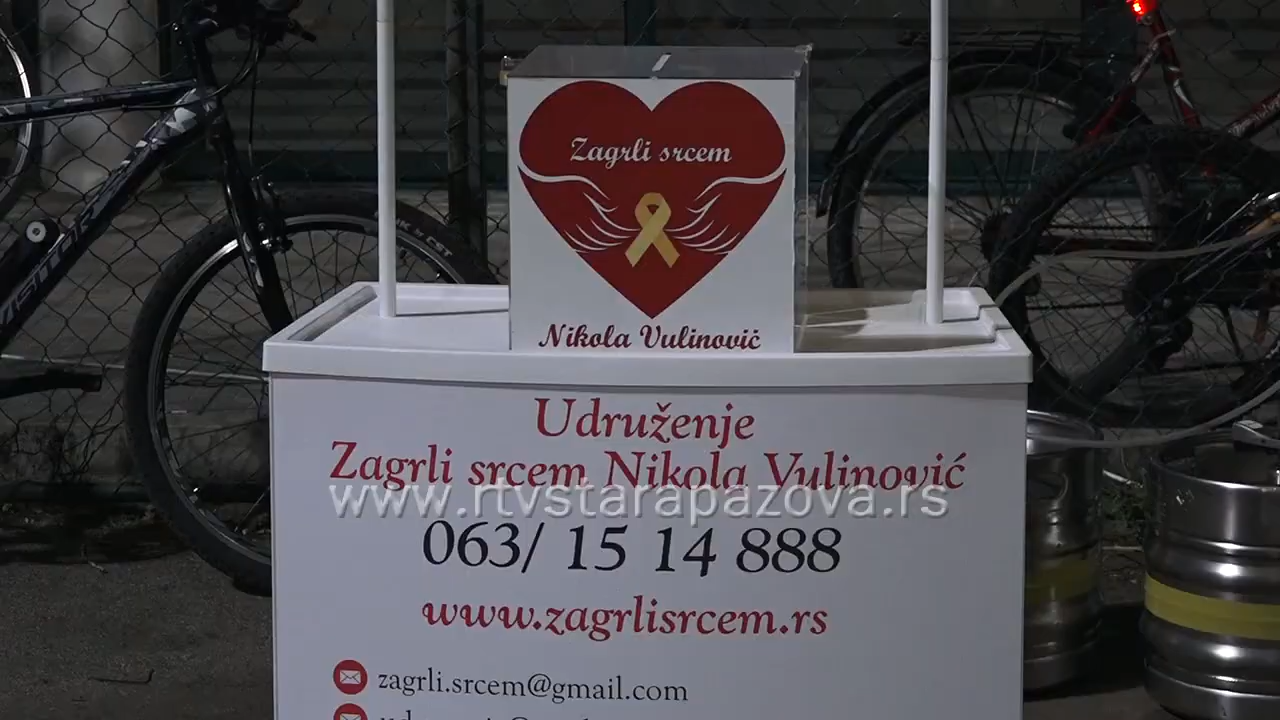 Zagrli srcem
Nikola Vulinović
Udruženje
Zagrli srcem Nikola Vulinović
www.rtvstarapazova.rs
063/ 15 14 888
www.zagrlisrcem.rs
zagrli.srcem@gmail.com